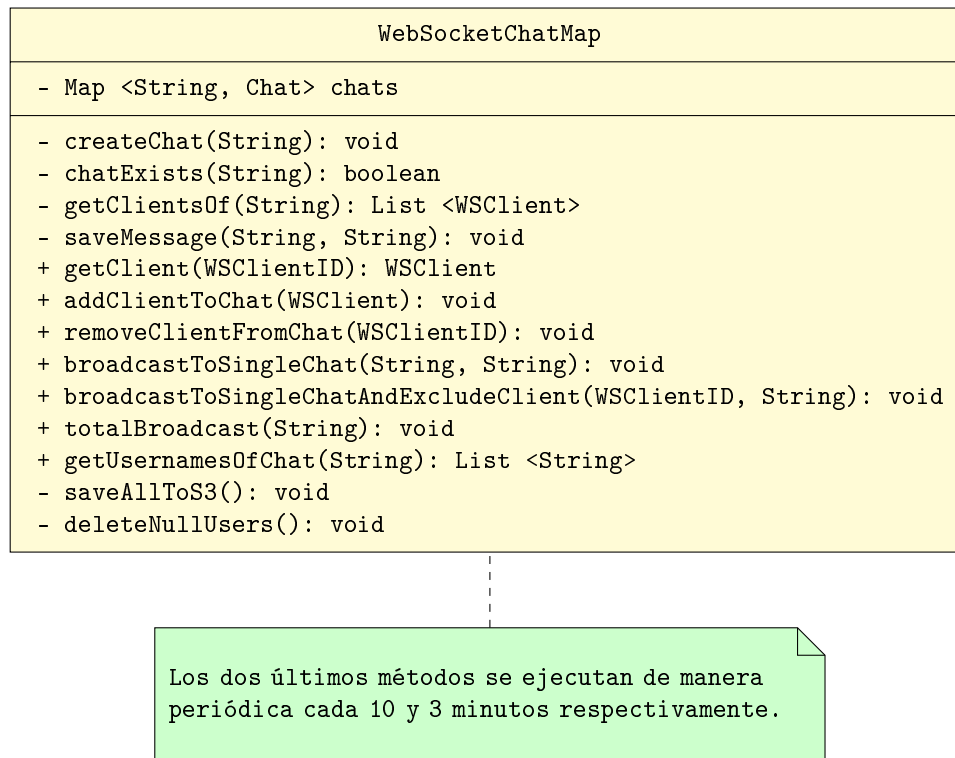 WebSocketChatMap
- Map <String, Chat> chats
- createChat(String): void
- chatExists(String): boolean
- getClientsOf(String): List <WSClient>
- saveMessage(String, String): void
+ getClient(WSClientID): WSClient
+ addClientToChat(WSClient): void
+ removeClientFromChat(WSClientID): void
+ broadcastToSingleChat(String, String): void
+ broadcastToSingleChatAndExcludeClient(WSClientID, String): void
+ totalBroadcast(String): void
+ getUsernamesOfChat(String): List <String>
- saveAllToS3(): void
- deleteNullUsers(): void
Los dos últimos métodos se ejecutan de manera
periódica cada 10 y 3 minutos respectivamente.